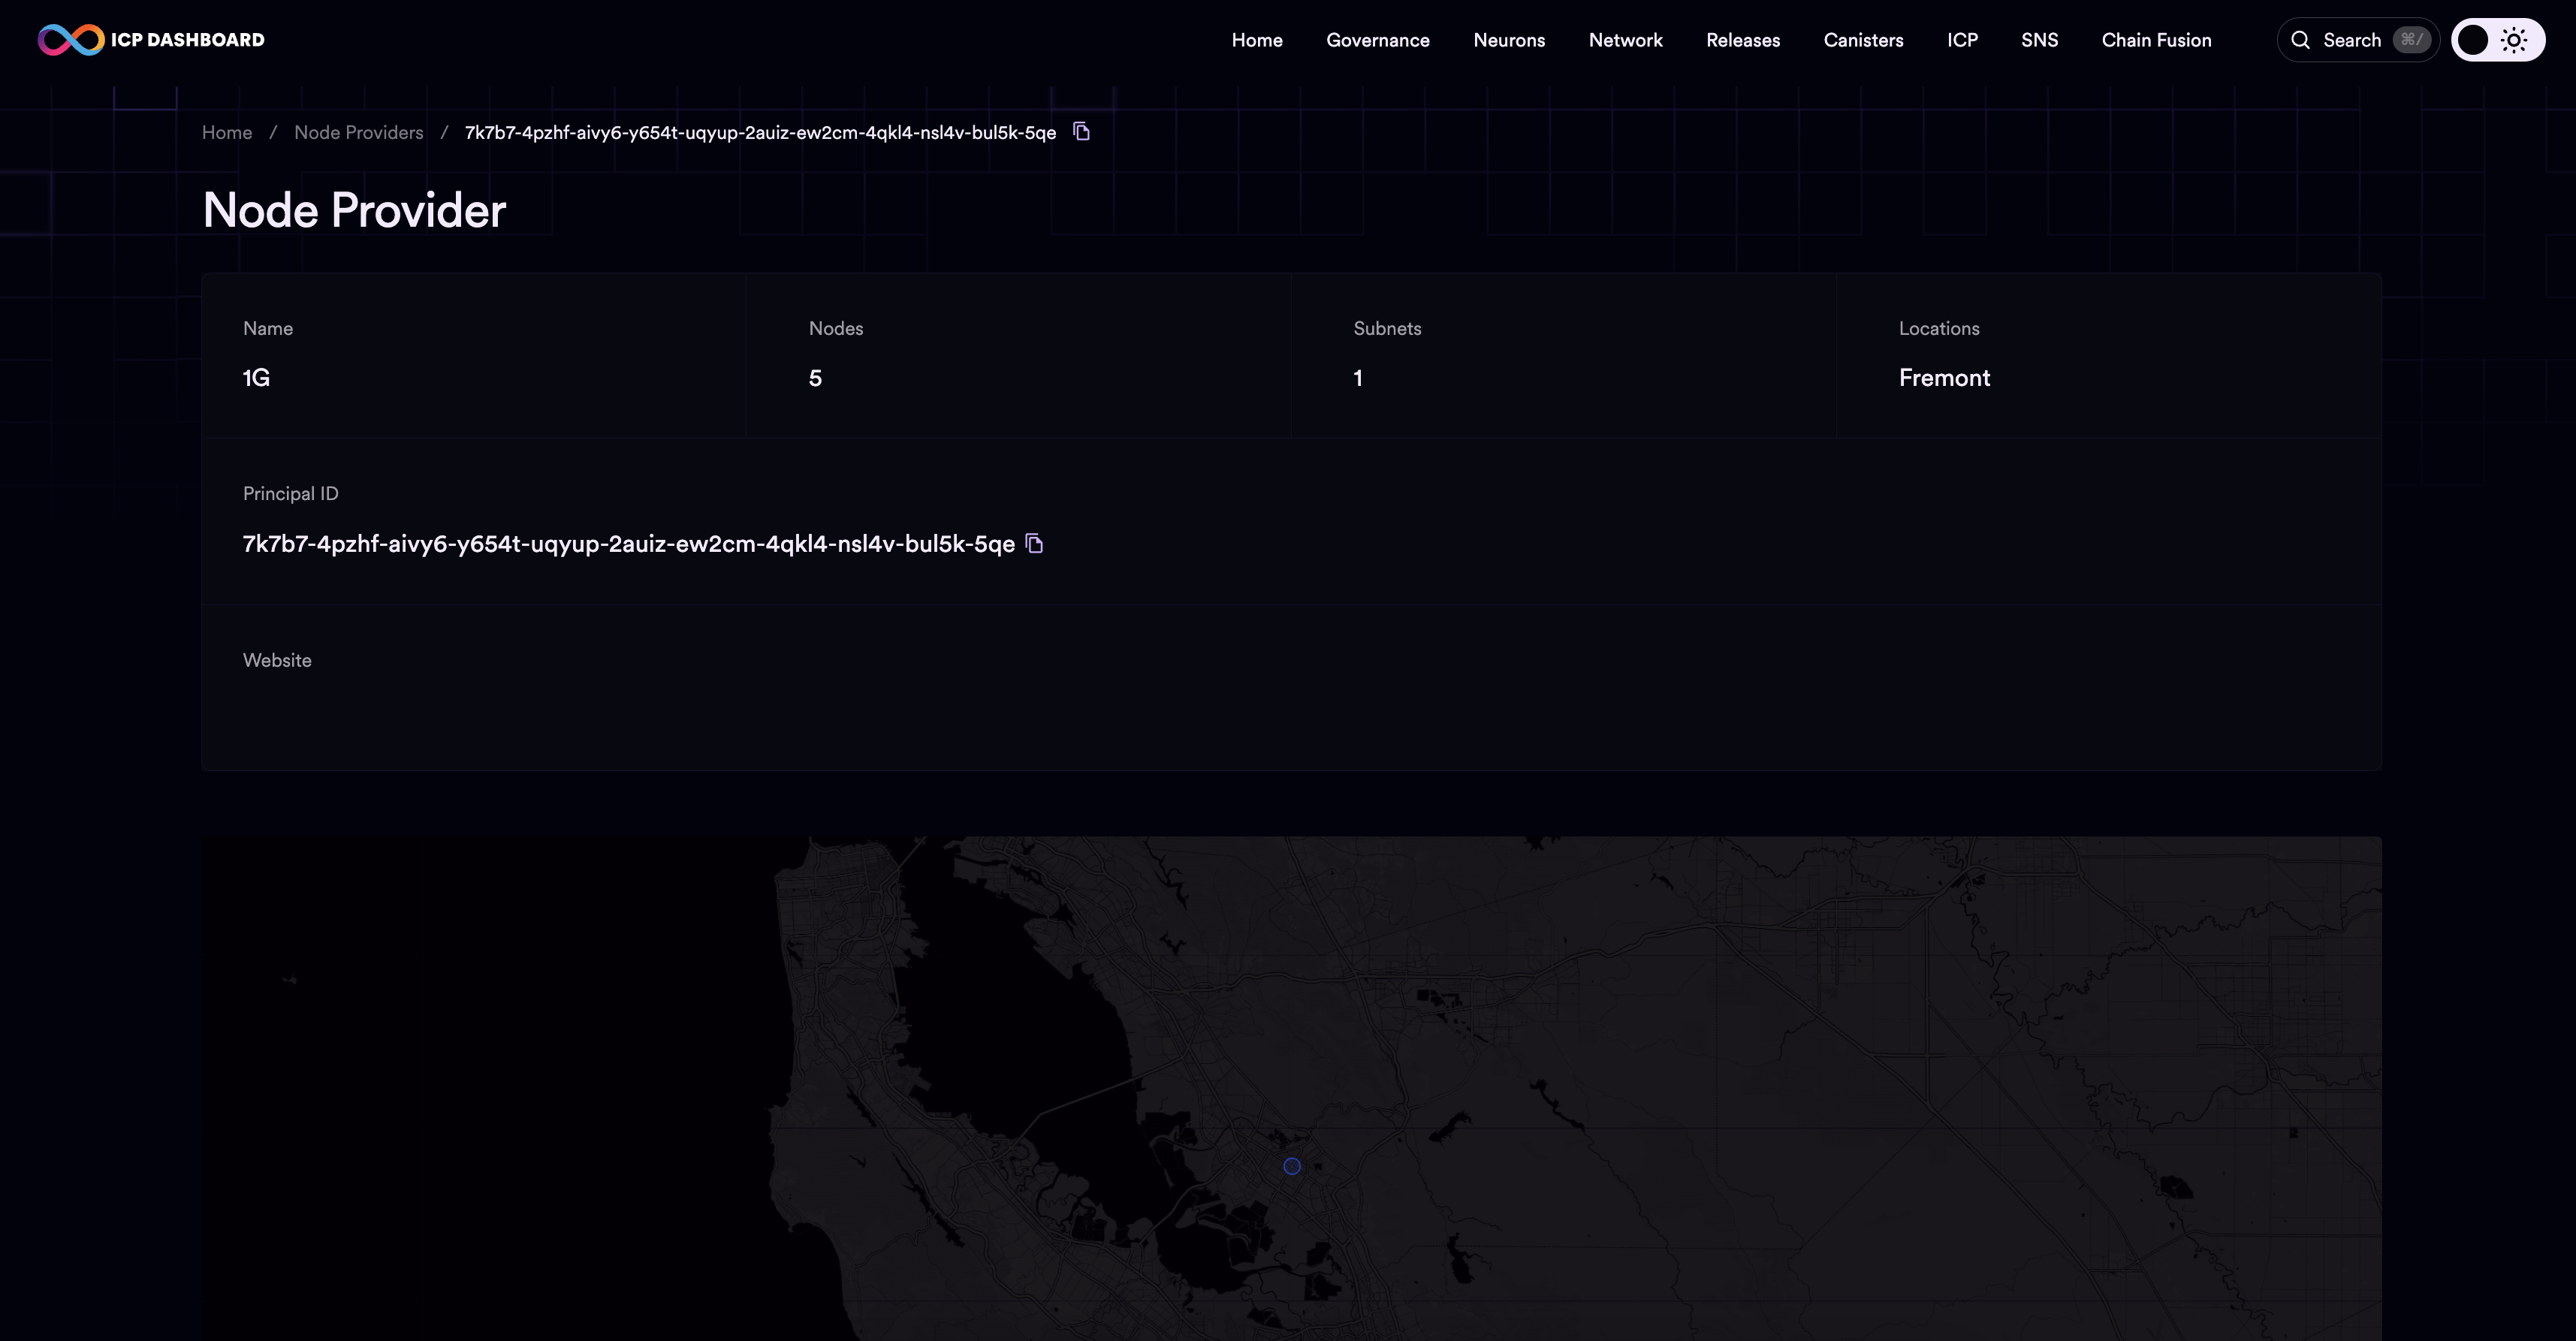 ICP DASHBOARD
Home Governance Neurons Network Releases Canisters ICP SNS Chain Fusion Search ⌘/
Home / Node Providers / 7k7b7-4pzhf-aivy6-y654t-uqyup-2auiz-ew2cm-4qkl4-nsl4v-bul5k-5qe
Node Provider
Name Nodes Subnets Locations
1G 5 1 Fremont
Principal ID
7k7b7-4pzhf-aivy6-y654t-uqyup-2auiz-ew2cm-4qkl4-nsl4v-bul5k-5qe
Website